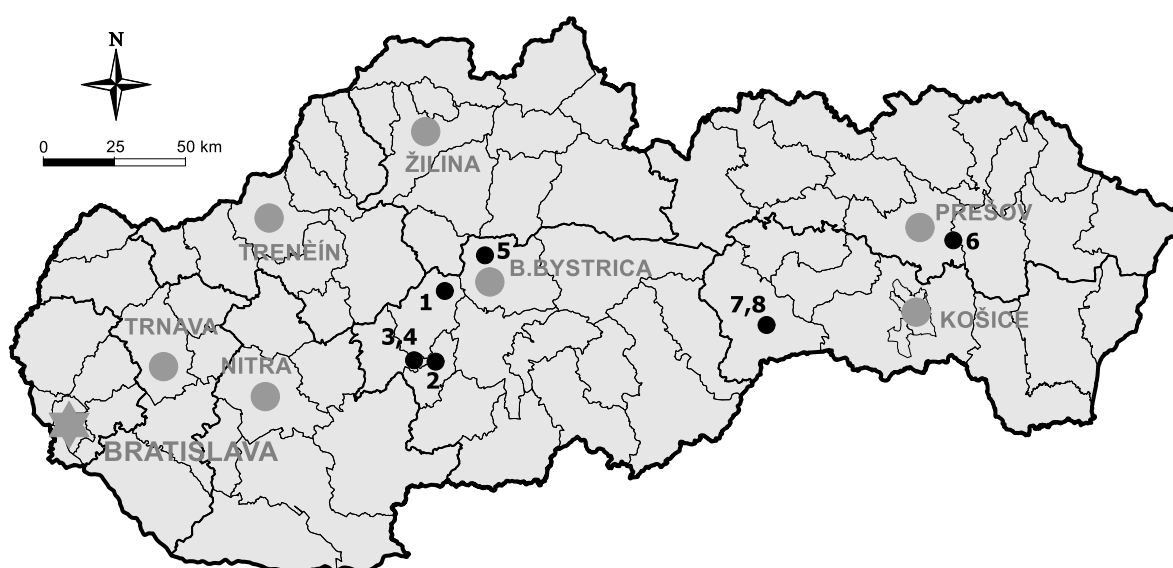 N
0 25 50 km
ŽILINA
PREŠOV
TRENÈÍN
5
6
B.BYSTRICA
1
7,8
TRNAVA
KOŠICE
3,4
NITRA
2
BRATISLAVA